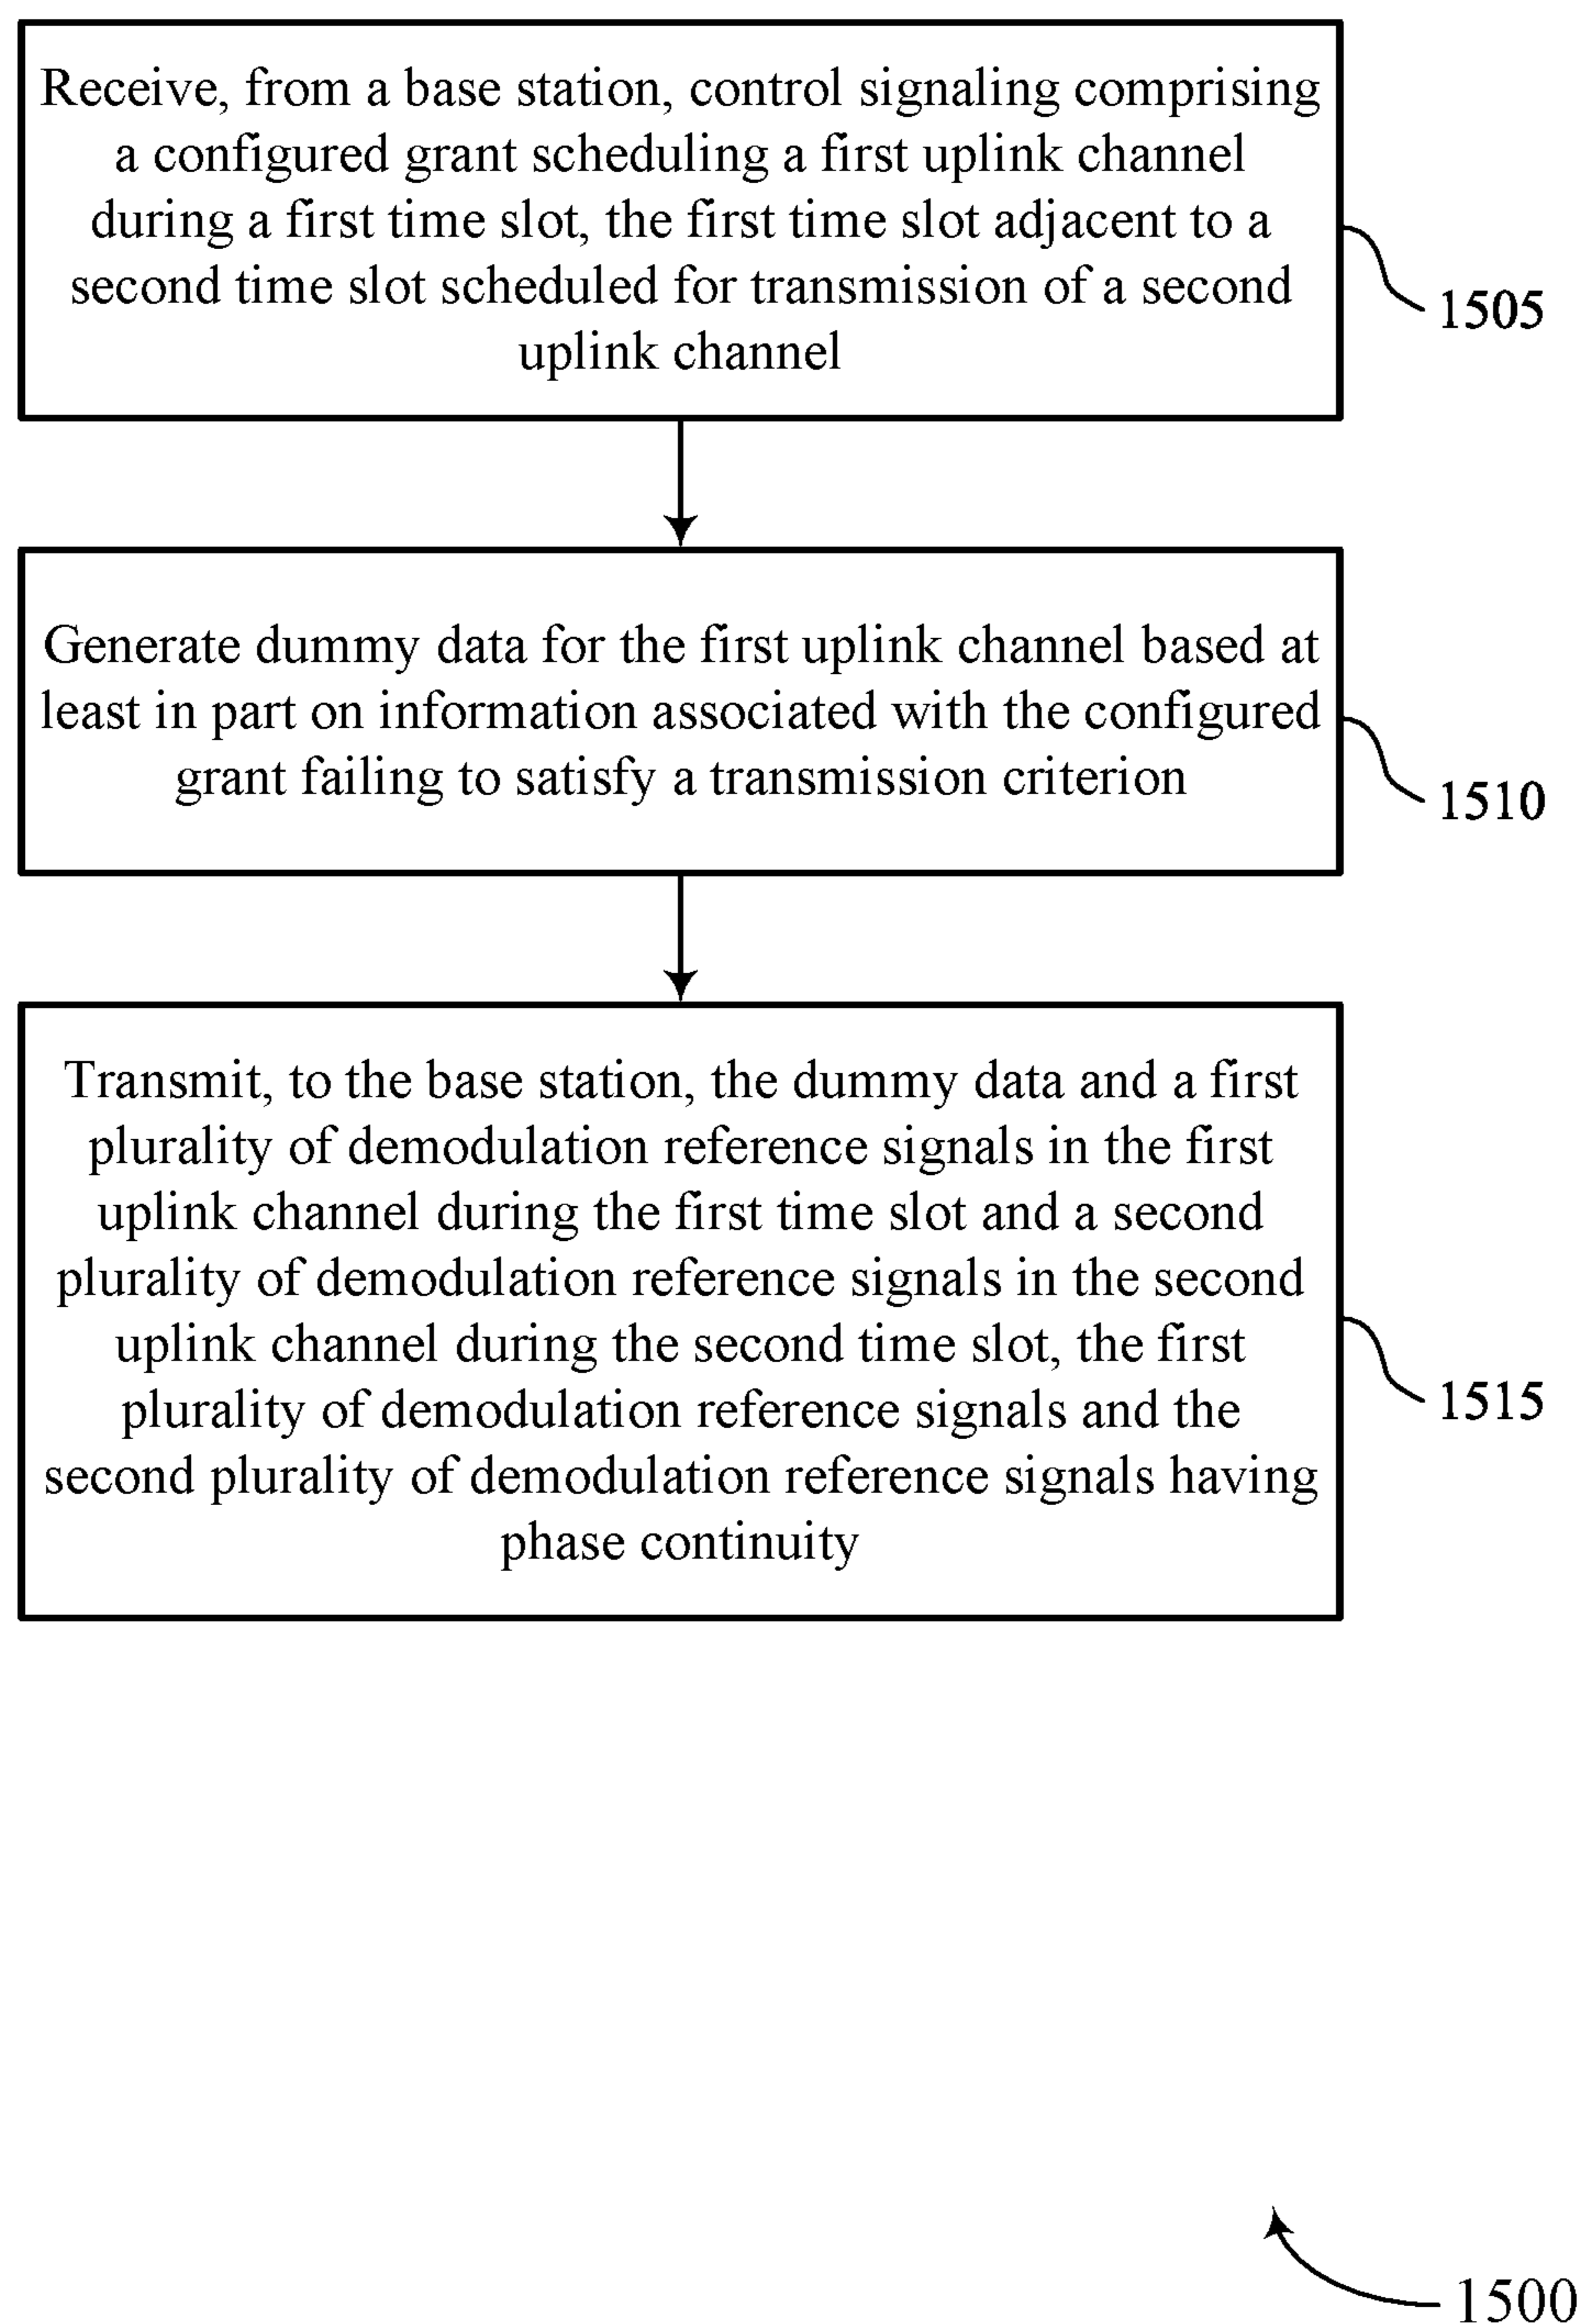 Receive, from a base station, control signaling comprising
a configured grant scheduling a first uplink channel
during a first time slot, the first time slot adjacent to a
second time slot scheduled for transmission of a second
uplink channel
1505
Generate dummy data for the first uplink channel based at
least in part on information associated with the configured
grant failing to satisfy a transmission criterion
1510
Transmit, to the base station, the dummy data and a first
plurality of demodulation reference signals in the first
uplink channel during the first time slot and a second
plurality of demodulation reference signals in the second
uplink channel during the second time slot, the first
plurality of demodulation reference signals and the
second plurality of demodulation reference signals having
phase continuity
1515
1500